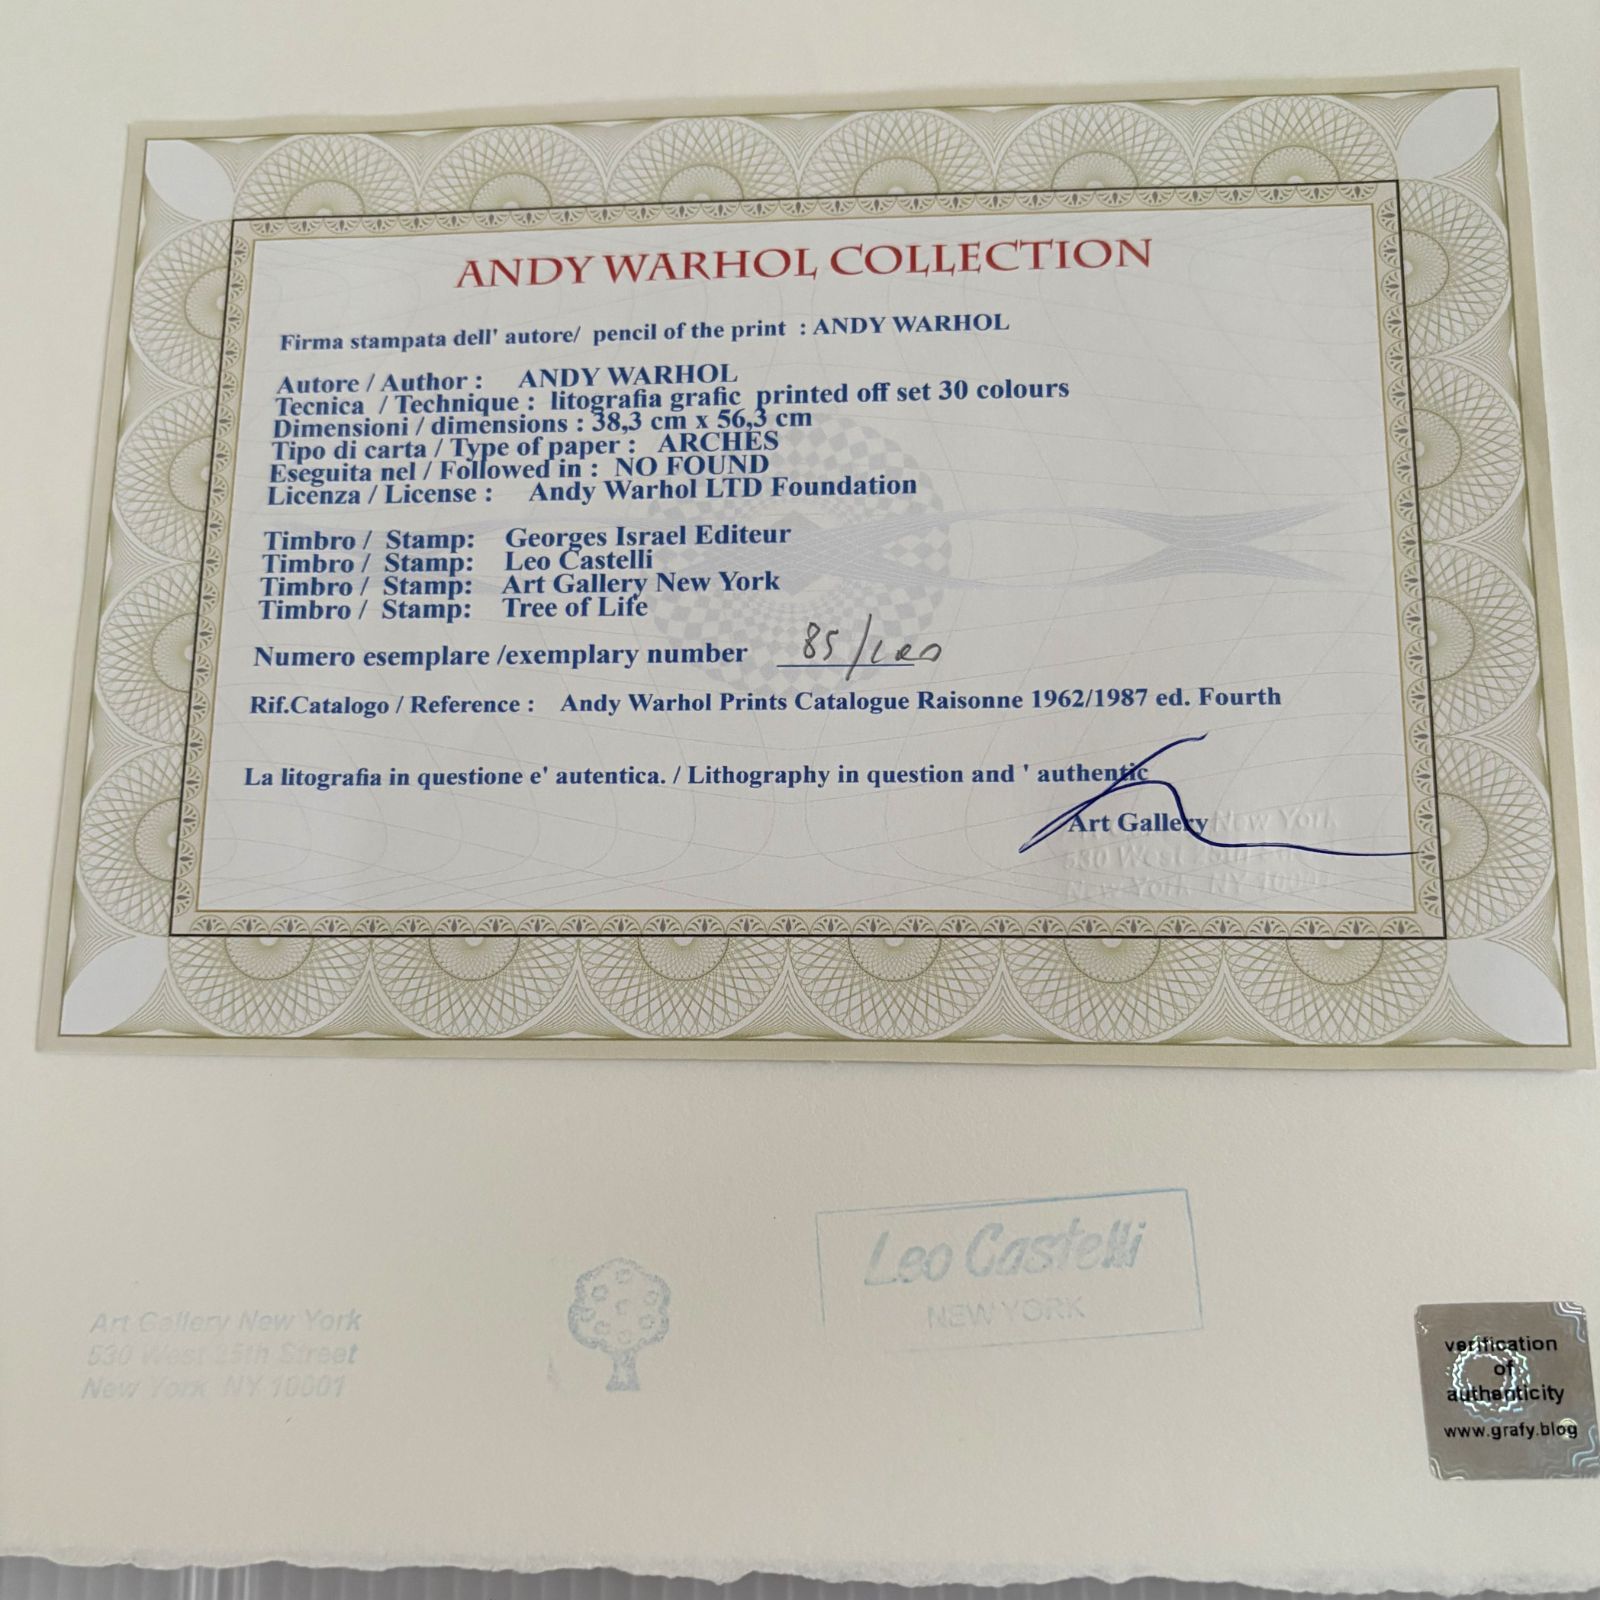 ANDY WARHOL COLLECTION
Firma stampata dell' autore/ pencil of the print : ANDY WARHOL
Autore / Author : ANDY WARHOL
Tecnica / Technique : litografia grafic printed off set 30 colours
Dimensioni / dimensions : 38,3 cm x 56,3 cm
Tipo di carta / Type of paper : ARCHES
Eseguita nel / Followed in : NO FOUND
Licenza / License : Andy Warhol LTD Foundation
Timbro / Stamp: Georges Israel Editeur
Timbro / Stamp: Leo Castelli
Timbro / Stamp: Art Gallery New York
Timbro / Stamp: Tree of Life
Numero esemplare /exemplary number 85/100
Rif.Catalogo / Reference : Andy Warhol Prints Catalogue Raisonne 1962/1987 ed. Fourth
La litografia in questione e' autentica. / Lithography in question and ' authentic
Art Gallery New York
530 West
New York NY
Leo Castelli
NEW YORK
Art Gallery New York
530 West 25th Street
New York NY 10001
verification
of
authenticity
www.grafy.blog